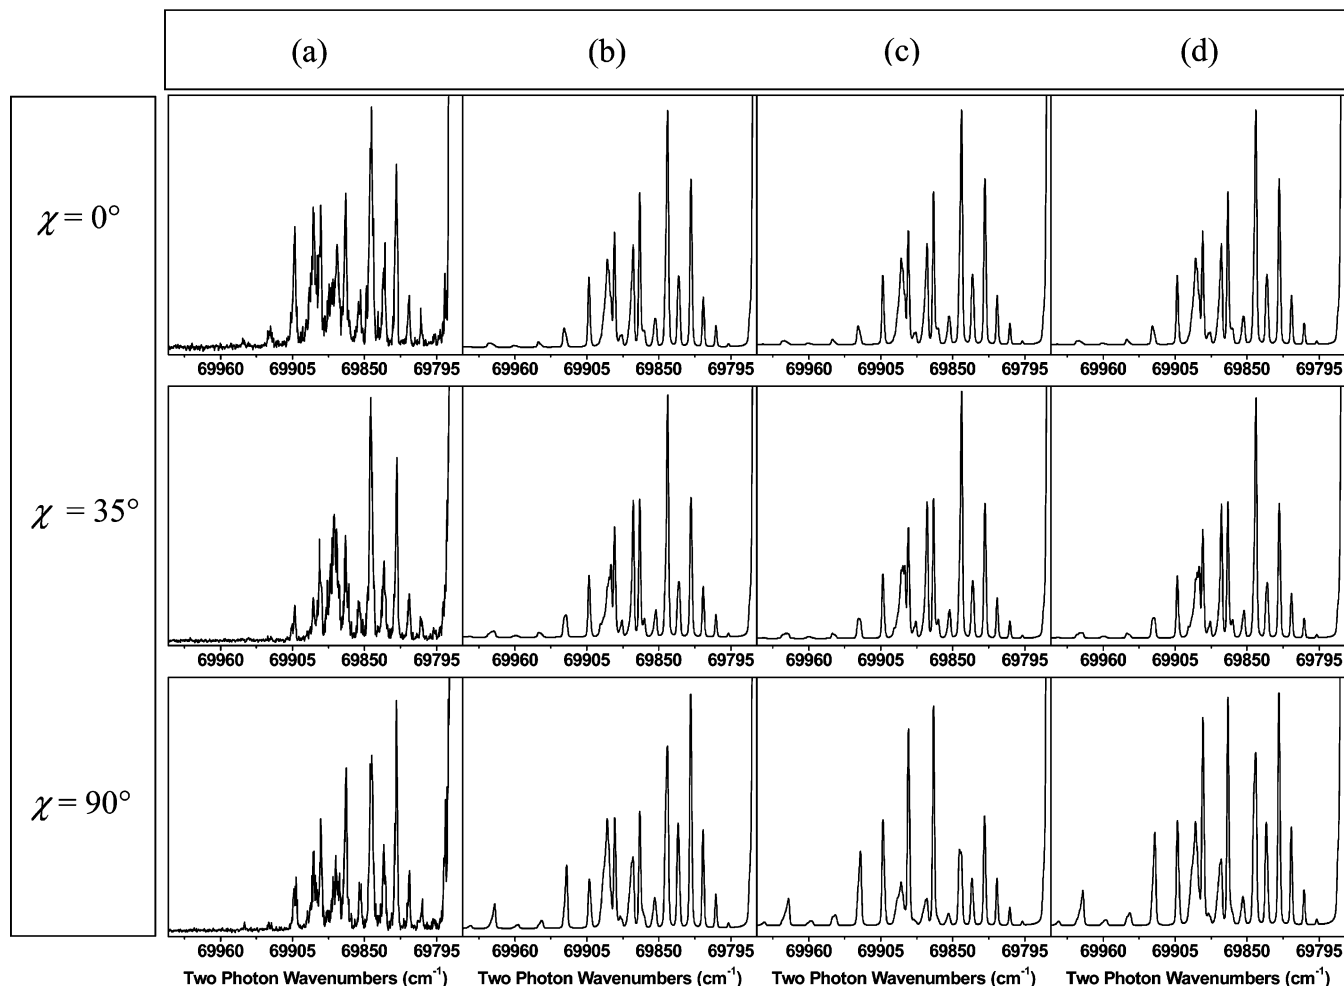 (a) (b) (c) (d)
χ = 0°
69960 69905 69850 69795 69960 69905 69850 69795 69960 69905 69850 69795 69960 69905 69850 69795
χ = 35°
69960 69905 69850 69795 69960 69905 69850 69795 69960 69905 69850 69795 69960 69905 69850 69795
χ = 90°
69960 69905 69850 69795 69960 69905 69850 69795 69960 69905 69850 69795 69960 69905 69850 69795
Two Photon Wavenumbers (cm⁻¹) Two Photon Wavenumbers (cm⁻¹) Two Photon Wavenumbers (cm⁻¹) Two Photon Wavenumbers (cm⁻¹)